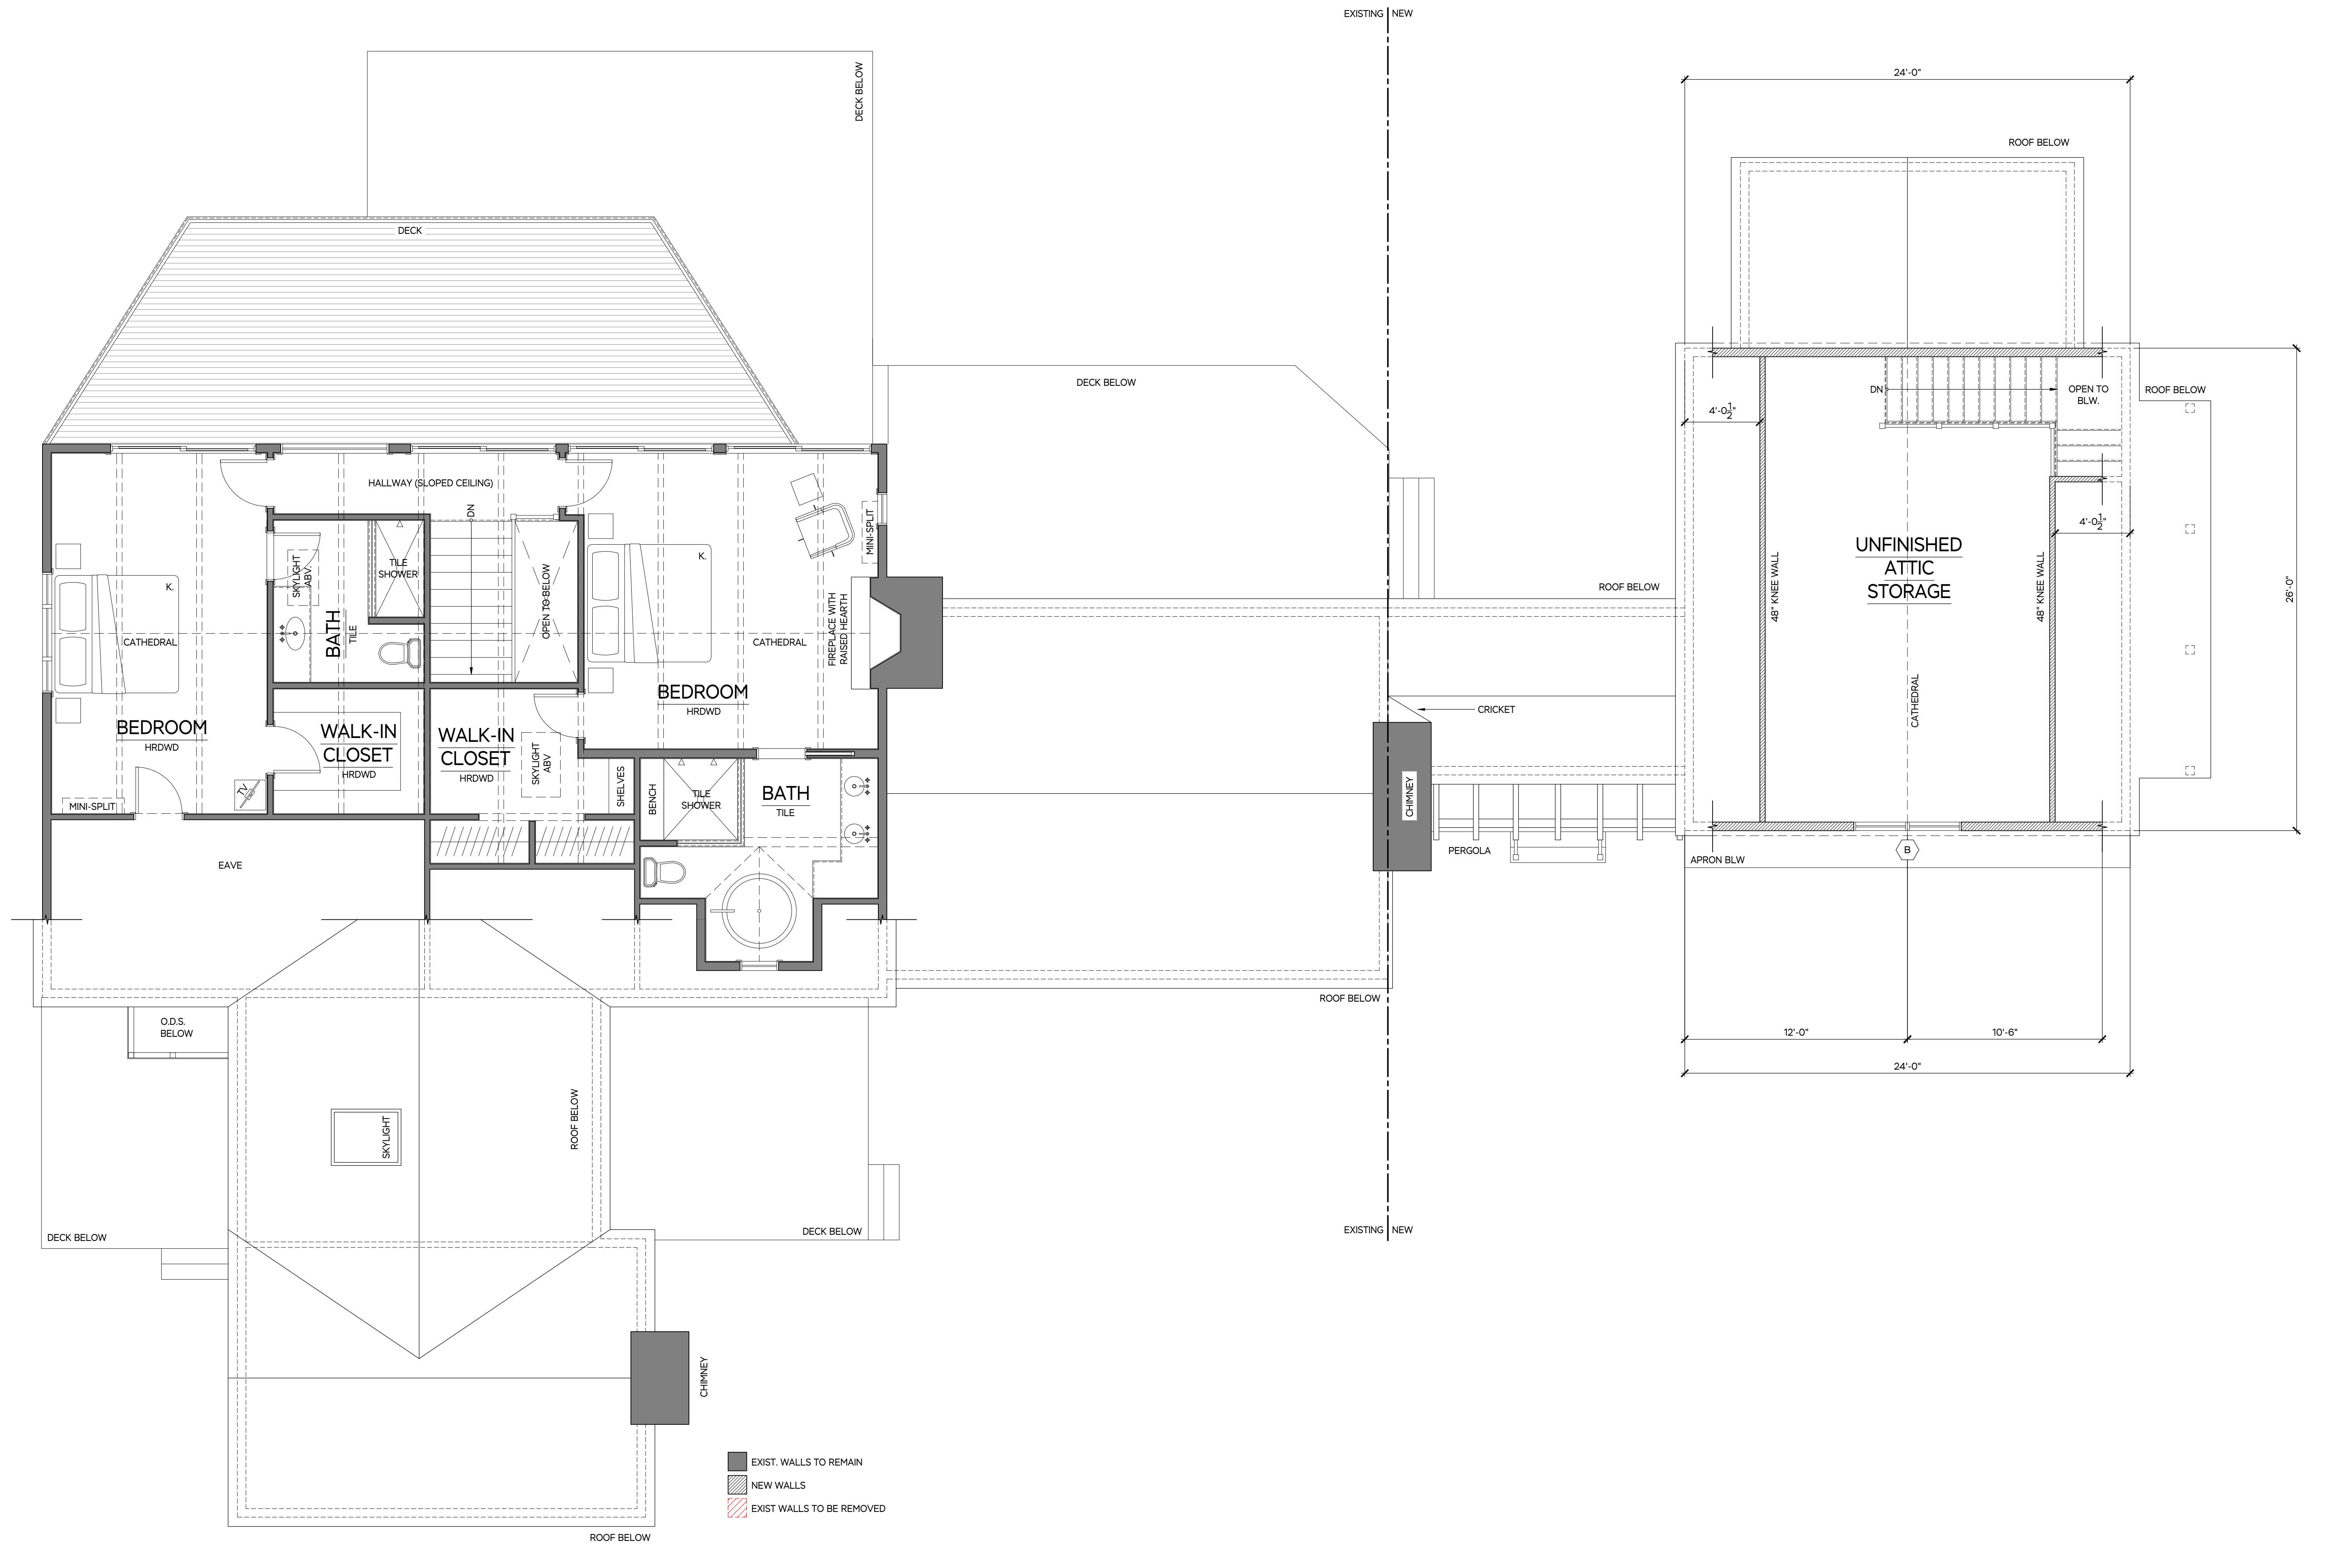 EXISTING NEW
24'-0"
DECK BELOW
ROOF BELOW
DECK
DECK BELOW
DN
OPEN TO
BLW.
ROOF BELOW
4'-0 1/2"
HALLWAY (SLOPED CEILING)
DN
MINI-SPLIT
4'-0 1/2"
SKYLIGHT
ABV.
TILE
SHOWER
K.
K.
OPEN TO BELOW
UNFINISHED
ATTIC
STORAGE
48" KNEE WALL
48" KNEE WALL
26'-0"
ROOF BELOW
BATH
TILE
CATHEDRAL
CATHEDRAL
FIREPLACE WITH
RAISED HEARTH
BEDROOM
HRDWD
CATHEDRAL
CRICKET
BEDROOM
HRDWD
WALK-IN
CLOSET
HRDWD
WALK-IN
CLOSET
HRDWD
SKYLIGHT
ABV
SHELVES
BENCH
TILE
SHOWER
BATH
TILE
TV
MINI-SPLIT
CHIMNEY
PERGOLA
B
APRON BLW
EAVE
ROOF BELOW
O.D.S.
BELOW
12'-0"
10'-6"
24'-0"
SKYLIGHT
ROOF BELOW
DECK BELOW
DECK BELOW
EXISTING NEW
CHIMNEY
EXIST. WALLS TO REMAIN
NEW WALLS
EXIST WALLS TO BE REMOVED
ROOF BELOW